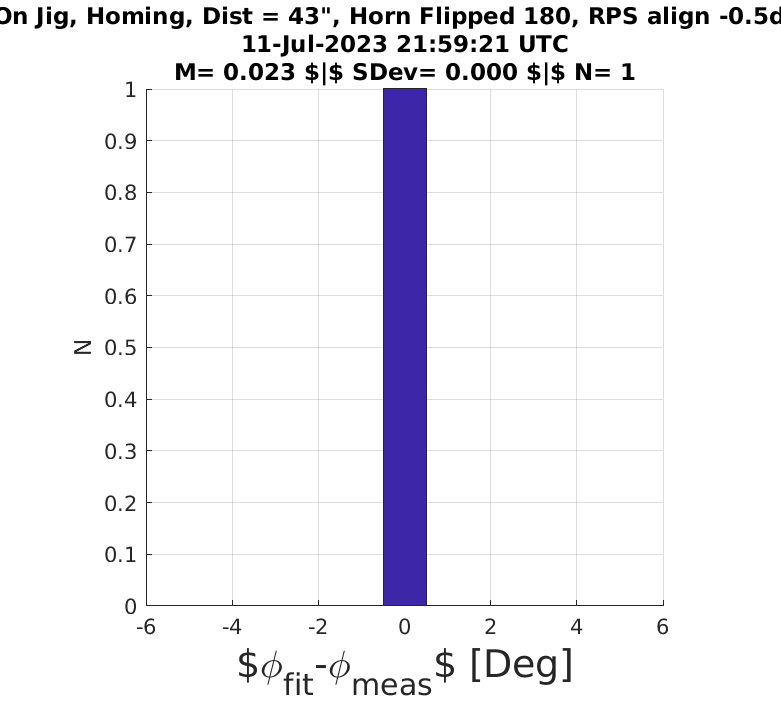 On Jig, Homing, Dist = 43", Horn Flipped 180, RPS align -0.5d
11-Jul-2023 21:59:21 UTC
M= 0.023 $|$ SDev= 0.000 $|$ N= 1
1
0.9
0.8
0.7
0.6
0.5
0.4
0.3
0.2
0.1
0
N
-6 -4 -2 0 2 4 6
$ϕfit-ϕmeas$ [Deg]